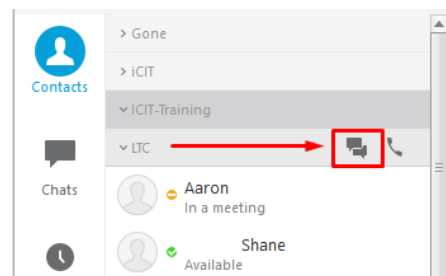 Gone
iCIT
Contacts
ICIT-Training
LTC
Chats
Aaron
In a meeting
Shane
Available